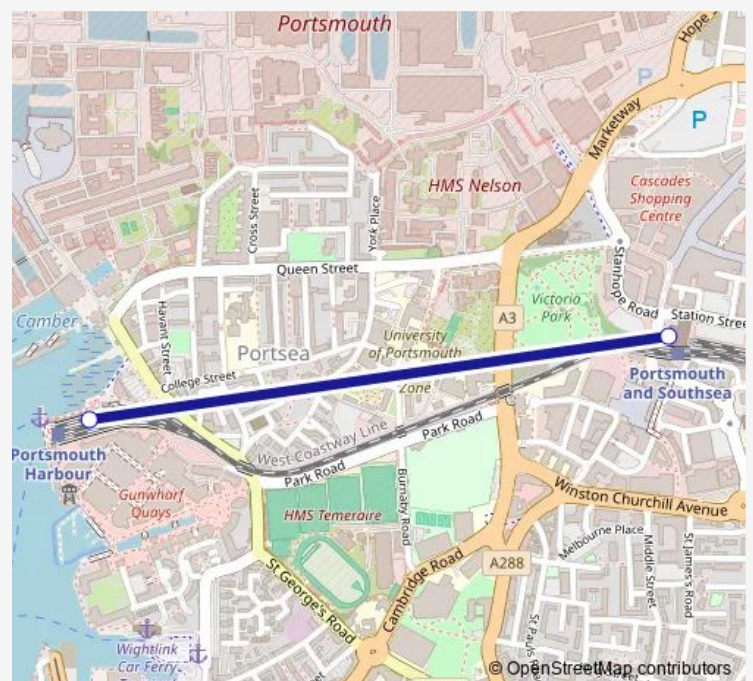 Portsmouth
Hope
P
Marketway
P
Cross Street
York Place
HMS Nelson
Cascades
Shopping
Centre
Queen Street
Stanhope Road
Camber
Havant Street
A3
Victoria
Park
Station Stree
Portsea
University
of Portsmouth
Zone
College Street
Portsmouth
and Southsea
West Coastway Line
Park Road
Portsmouth
Harbour
Park Road
Gunwharf
Quays
Burnaby Road
HMS Temeraire
Winston Churchill Avenue
Melbourne Place
Middle Street
St James's Road
St George's Road
Cambridge Road
A288
St Paul's
Wightlink
Car Ferry
© OpenStreetMap contributors